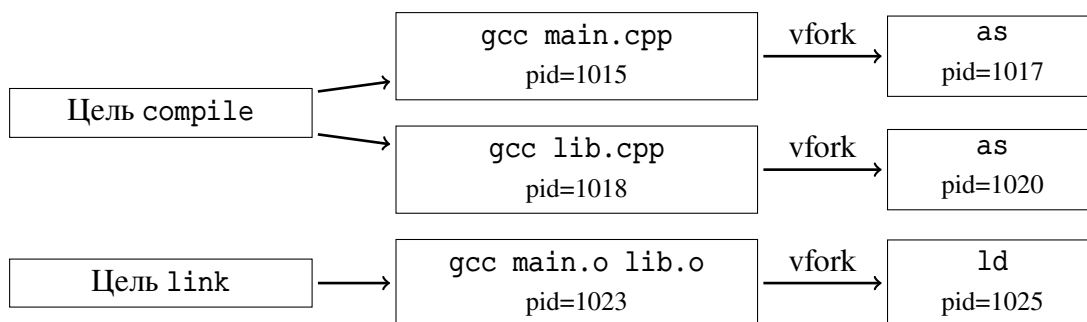 gcc main.cpp
pid=1015
vfork
as
pid=1017
Цель compile
gcc lib.cpp
pid=1018
vfork
as
pid=1020
Цель link
gcc main.o lib.o
pid=1023
vfork
ld
pid=1025